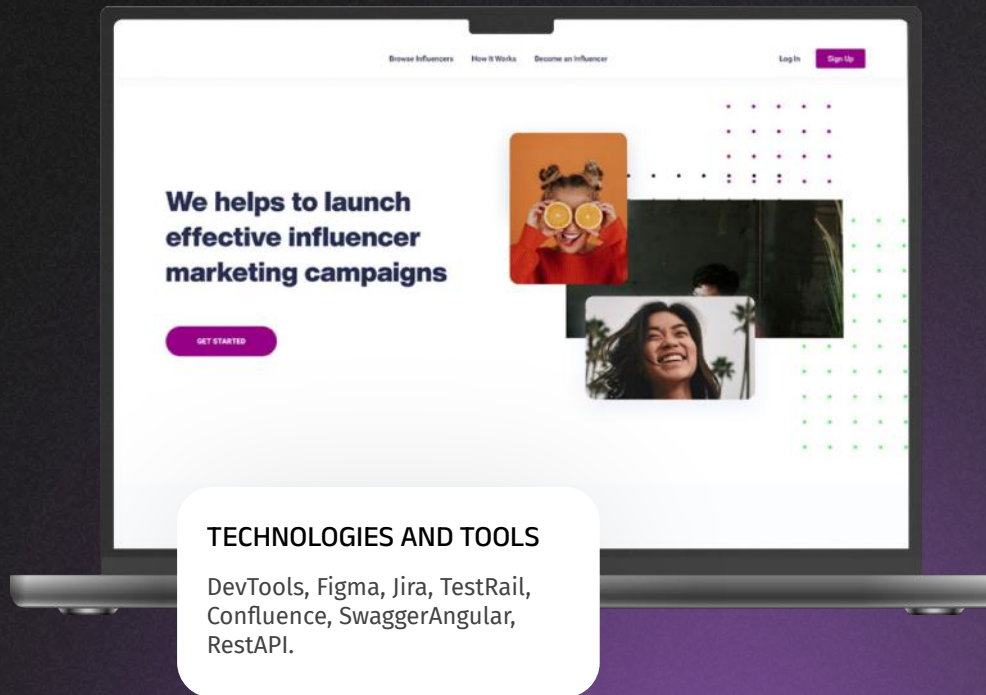 Browse Influencers How It Works Become an Influencer Log In Sign Up
We helps to launch
effective influencer
marketing campaigns
GET STARTED
TECHNOLOGIES AND TOOLS
DevTools, Figma, Jira, TestRail,
Confluence, SwaggerAngular,
RestAPI.